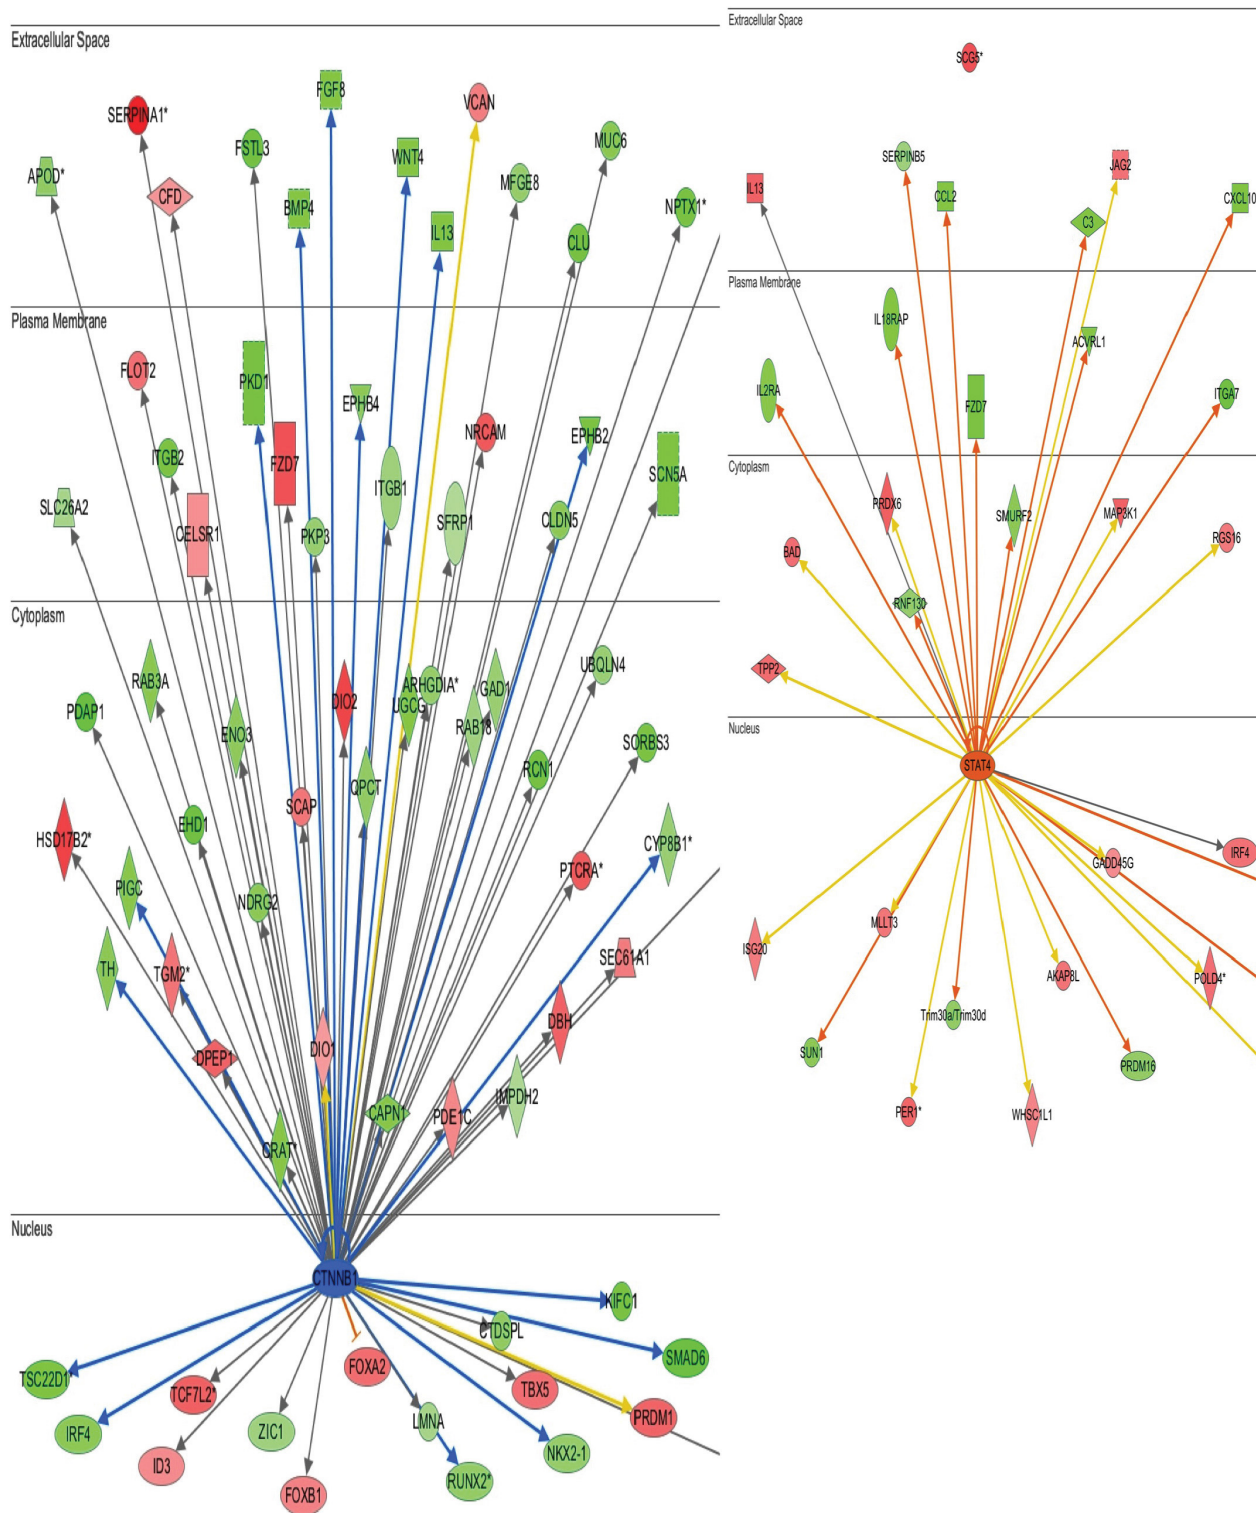 Extracellular Space
FGF8
SERPINA1*
VCAN
FSTL3
MUC6
WNT4
APOD*
CFD
MFGE8
BMP4
NPTX1*
IL13
CLU
Plasma Membrane
FLOT2
PKD1
EPHB4
NRCAM
EPHB2
ITGB2
FZD7
SCN5A
ITGB1
SLC26A2
CELSR1
PKP3
SFRP1
CLDN5
Cytoplasm
UBQLN4
RAB3A
ARHGDIA*
GAD1
DIO2
UGCG
PDAP1
ENO3
RAB18
SORBS3
RCN1
QPCT
SCAP
EHD1
HSD17B2*
CYP8B1*
PTCRA*
PIGC
NDRG2
SEC61A1
TH
TGM2*
DBH
DIO1
DPEP1
IMPDH2
CAPN1
PDE1C
CRAT*
Nucleus
CTNNB1
KIFC1
CTDSPL
SMAD6
FOXA2
TSC22D1*
TCF7L2*
TBX5
PRDM1
LMNA
IRF4
ZIC1
NKX2-1
ID3
RUNX2*
FOXB1
Extracellular Space
SCG5*
SERPINB5
JAG2
IL13
CCL2
CXCL10
C3
Plasma Membrane
IL18RAP
ACVRL1
IL2RA
FZD7
ITGA7
Cytoplasm
PRDX6
SMURF2
MAP3K1
RGS16
BAD
RNF130
TPP2
Nucleus
STAT4
IRF4
GADD45G
MLLT3
ISG20
AKAP8L
POLD4*
Trim30a/Trim30d
SUN1
PRDM16
PER1*
WHSC1L1